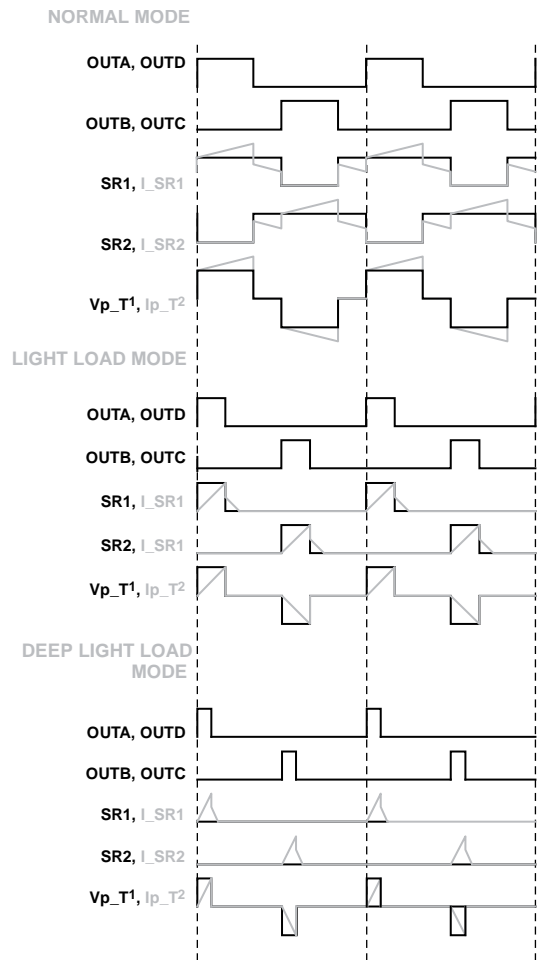 NORMAL MODE
OUTA, OUTD
OUTB, OUTC
SR1, I_SR1
SR2, I_SR2
Vp_T1, Ip_T2
LIGHT LOAD MODE
OUTA, OUTD
OUTB, OUTC
SR1, I_SR1
SR2, I_SR1
Vp_T1, Ip_T2
DEEP LIGHT LOAD
MODE
OUTA, OUTD
OUTB, OUTC
SR1, I_SR1
SR2, I_SR2
Vp_T1, Ip_T2